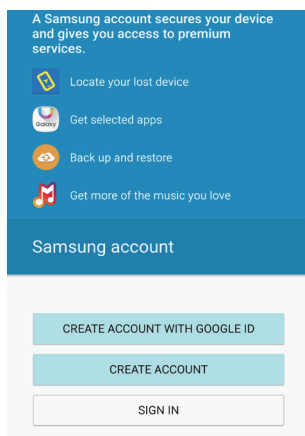 A Samsung account secures your device
and gives you access to premium
services.
Locate your lost device
Galaxy
Get selected apps
Back up and restore
Get more of the music you love
Samsung account
CREATE ACCOUNT WITH GOOGLE ID
CREATE ACCOUNT
SIGN IN